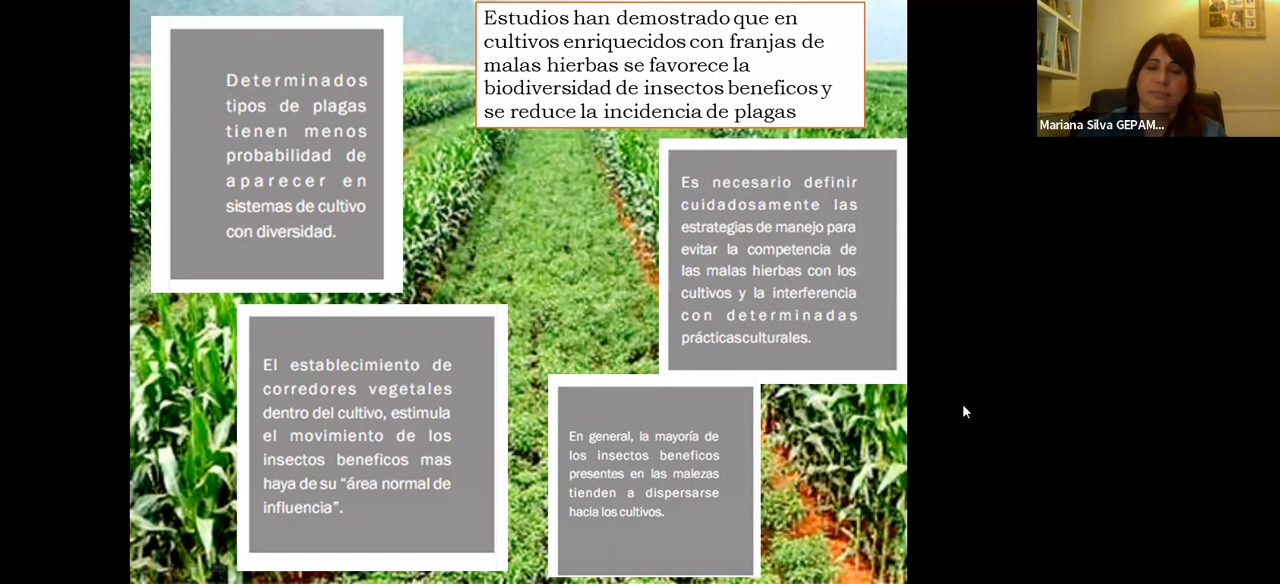 Estudios han demostrado que en
cultivos enriquecidos con franjas de
malas hierbas se favorece la
biodiversidad de insectos beneficos y
se reduce la incidencia de plagas
Determinados
tipos de plagas
tienen menos
probabilidad de
aparecer en
sistemas de cultivo
con diversidad.
Es necesario definir
cuidadosamente las
estrategias de manejo para
evitar la competencia de
las malas hierbas con los
cultivos y la interferencia
con determinadas
prácticasculturales.
El establecimiento de
corredores vegetales
dentro del cultivo, estimula
el movimiento de los
insectos beneficos mas
haya de su “área normal de
influencia”.
En general, la mayoría de
los insectos beneficos
presentes en las malezas
tienden a dispersarse
hacia los cultivos.
Mariana Silva GEPAM...